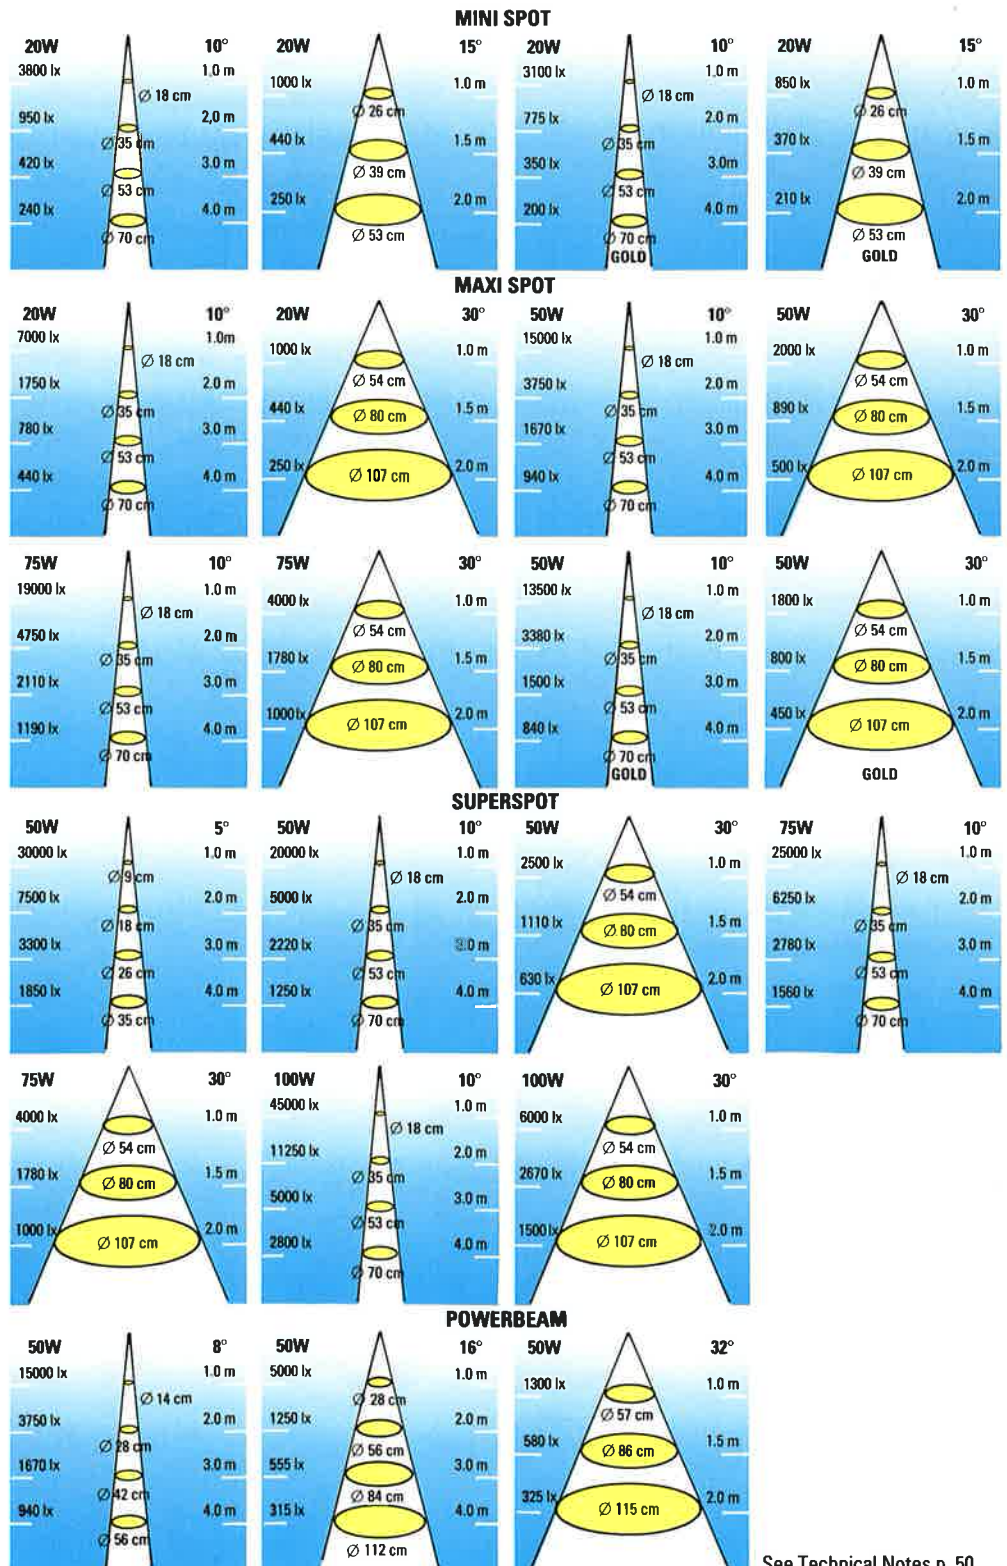 MINI SPOT
20W 10°
3800 lx 1.0 m
Ø 18 cm
950 lx 2,0 m
Ø 35 cm
420 lx 3.0 m
Ø 53 cm
240 lx 4.0 m
Ø 70 cm
20W 15°
1000 lx 1.0 m
Ø 26 cm
440 lx 1.5 m
Ø 39 cm
250 lx 2.0 m
Ø 53 cm
20W 10°
3100 lx 1.0 m
Ø 18 cm
775 lx 2.0 m
Ø 35 cm
350 lx 3.0m
Ø 53 cm
200 lx 4.0 m
Ø 70 cm
GOLD
20W 15°
850 lx 1.0 m
Ø 26 cm
370 lx 1.5 m
Ø 39 cm
210 lx 2.0 m
Ø 53 cm
GOLD
MAXI SPOT
20W 10°
7000 lx 1.0m
Ø 18 cm
1750 lx 2.0 m
Ø 35 cm
780 lx 3.0 m
Ø 53 cm
440 lx 4.0 m
Ø 70 cm
20W 30°
1000 lx 1.0 m
Ø 54 cm
440 lx 1.5 m
Ø 80 cm
250 lx 2.0 m
Ø 107 cm
50W 10°
15000 lx 1.0 m
Ø 18 cm
3750 lx 2.0 m
Ø 35 cm
1670 lx 3.0 m
Ø 53 cm
940 lx 4.0 m
Ø 70 cm
50W 30°
2000 lx 1.0 m
Ø 54 cm
890 lx 1.5 m
Ø 80 cm
500 lx 2.0 m
Ø 107 cm
75W 10°
19000 lx 1.0 m
Ø 18 cm
4750 lx 2.0 m
Ø 35 cm
2110 lx 3.0 m
Ø 53 cm
1190 lx 4.0 m
Ø 70 cm
75W 30°
4000 lx 1.0 m
Ø 54 cm
1780 lx 1.5 m
Ø 80 cm
1000 lx 2.0 m
Ø 107 cm
50W 10°
13500 lx 1.0 m
Ø 18 cm
3380 lx 2.0 m
Ø 35 cm
1500 lx 3.0 m
Ø 53 cm
840 lx 4.0 m
Ø 70 cm
GOLD
50W 30°
1800 lx 1.0 m
Ø 54 cm
800 lx 1.5 m
Ø 80 cm
450 lx 2.0 m
Ø 107 cm
GOLD
SUPERSPOT
50W 5°
30000 lx 1.0 m
Ø 9 cm
7500 lx 2.0 m
Ø 18 cm
3300 lx 3.0 m
Ø 26 cm
1850 lx 4.0 m
Ø 35 cm
50W 10°
20000 lx 1.0 m
Ø 18 cm
5000 lx 2.0 m
Ø 35 cm
2220 lx 3.0 m
Ø 53 cm
1250 lx 4.0 m
Ø 70 cm
50W 30°
2500 lx 1.0 m
Ø 54 cm
1110 lx 1.5 m
Ø 80 cm
630 lx 2.0 m
Ø 107 cm
75W 10°
25000 lx 1.0 m
Ø 18 cm
6250 lx 2.0 m
Ø 35 cm
2780 lx 3.0 m
Ø 53 cm
1560 lx 4.0 m
Ø 70 cm
75W 30°
4000 lx 1.0 m
Ø 54 cm
1780 lx 1.5 m
Ø 80 cm
1000 lx 2.0 m
Ø 107 cm
100W 10°
45000 lx 1.0 m
Ø 18 cm
11250 lx 2.0 m
Ø 35 cm
5000 lx 3.0 m
Ø 53 cm
2800 lx 4.0 m
Ø 70 cm
100W 30°
6000 lx 1.0 m
Ø 54 cm
2670 lx 1.5 m
Ø 80 cm
1500 lx 2.0 m
Ø 107 cm
POWERBEAM
50W 8°
15000 lx 1.0 m
Ø 14 cm
3750 lx 2.0 m
Ø 28 cm
1670 lx 3.0 m
Ø 42 cm
940 lx 4.0 m
Ø 56 cm
50W 16°
5000 lx 1.0 m
Ø 28 cm
1250 lx 2.0 m
Ø 56 cm
555 lx 3.0 m
Ø 84 cm
315 lx 4.0 m
Ø 112 cm
50W 32°
1300 lx 1.0 m
Ø 57 cm
580 lx 1.5 m
Ø 86 cm
325 lx 2.0 m
Ø 115 cm
See Technical Notes p. 50